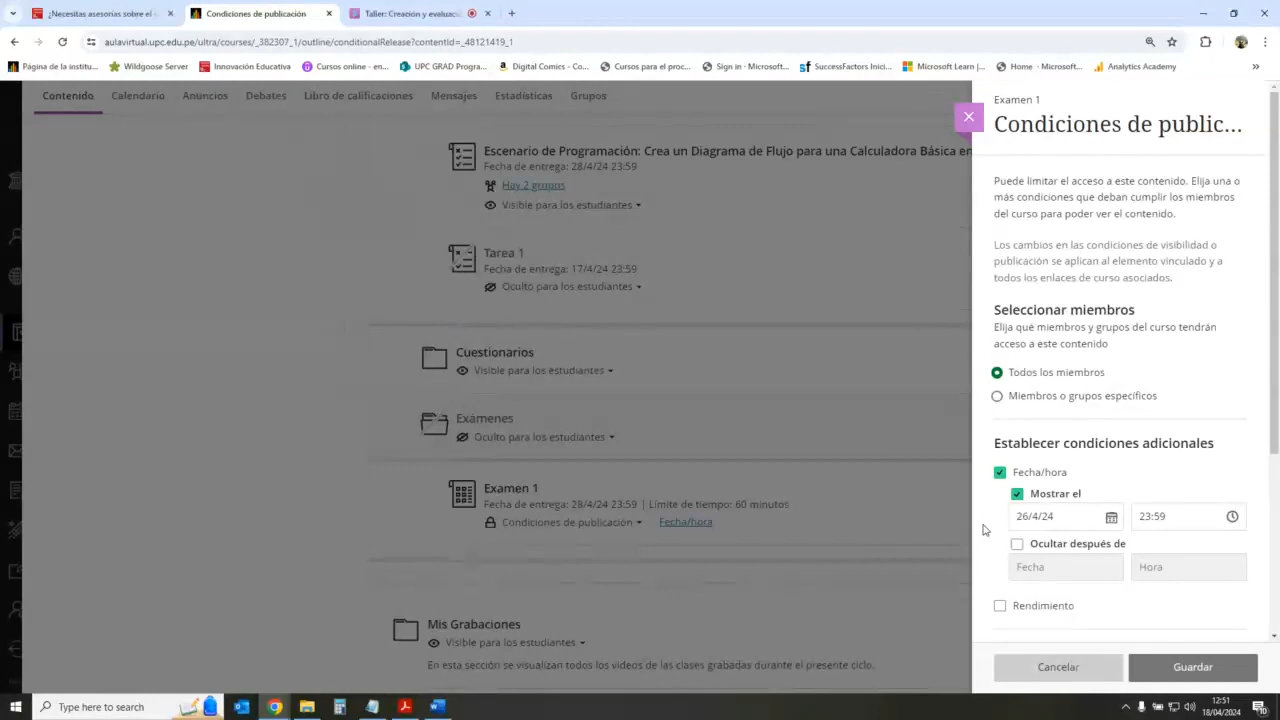 ¿Necesitas asesorías sobre el
Condiciones de publicación
Taller: Creación y evaluac
aulavirtual.upc.edu.pe/ultra/courses/_382307_1/outline/conditionalRelease?contentId=_48121419_1
Página de la institu...
Wildgoose Server
Innovación Educativa
Cursos online - en...
UPC GRAD Progra...
Digital Comics - Co...
Cursos para el proc...
Sign in - Microsoft...
SuccessFactors Inici...
Microsoft Learn |...
Home · Microsoft...
Analytics Academy
»
Contenido
Calendario
Anuncios
Debates
Libro de calificaciones
Mensajes
Estadísticas
Grupos
Escenario de Programación: Crea un Diagrama de Flujo para una Calculadora Básica en
Fecha de entrega: 28/4/24 23:59
Hay 2 grupos
Visible para los estudiantes
Tarea 1
Fecha de entrega: 17/4/24 23:59
Oculto para los estudiantes
Cuestionarios
Visible para los estudiantes
Exámenes
Oculto para los estudiantes
Examen 1
Fecha de entrega: 28/4/24 23:59 | Límite de tiempo: 60 minutos
Condiciones de publicación
Fecha/hora
Mis Grabaciones
Visible para los estudiantes
En esta sección se visualizan todos los videos de las clases grabadas durante el presente ciclo.
Examen 1
Condiciones de public...
Puede limitar el acceso a este contenido. Elija una o
más condiciones que deban cumplir los miembros
del curso para poder ver el contenido.
Los cambios en las condiciones de visibilidad o
publicación se aplican al elemento vinculado y a
todos los enlaces de curso asociados.
Seleccionar miembros
Elija qué miembros y grupos del curso tendrán
acceso a este contenido
Todos los miembros
Miembros o grupos específicos
Establecer condiciones adicionales
Fecha/hora
Mostrar el
26/4/24
23:59
Ocultar después de
Fecha
Hora
Rendimiento
Cancelar
Guardar
Type here to search
12:51
18/04/2024